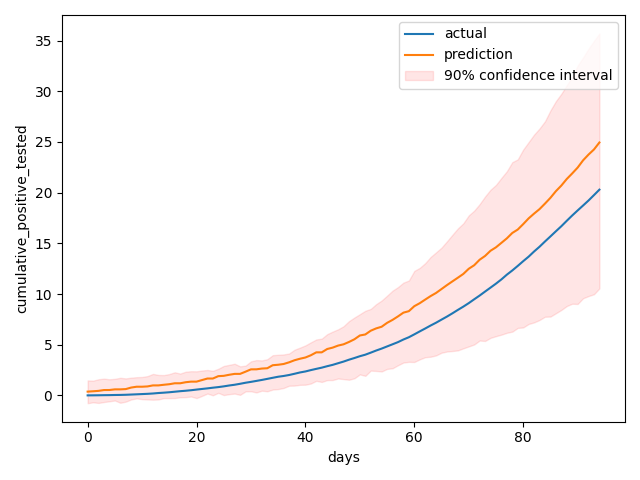 actual
prediction
90% confidence interval
35
30
25
20
15
10
5
0
cumulative_positive_tested
0 20 40 60 80
days